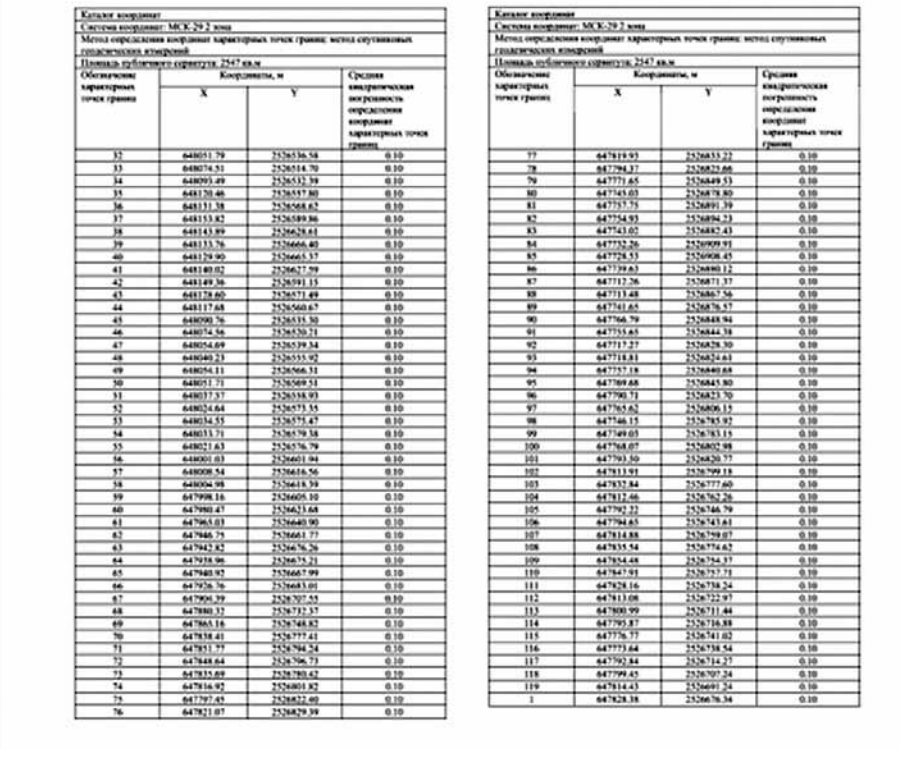 Каталог координат
Система координат: МСК-29 2 зона
Метод определения координат характерных точек границ: метод спутниковых
геодезических измерений
Площадь публичного сервитута: 2547 кв.м
Обозначение характерных точек границ | Координаты, м | Средняя квадратическая погрешность определения координат характерных точек границ
X | Y
32 648051.79 2526536.58 0.10
33 648074.51 2526514.70 0.10
34 648093.49 2526532.39 0.10
35 648120.46 2526557.80 0.10
36 648131.38 2526568.62 0.10
37 648153.82 2526589.86 0.10
38 648143.89 2526628.61 0.10
39 648133.76 2526666.40 0.10
40 648129.90 2526665.37 0.10
41 648140.02 2526627.59 0.10
42 648149.36 2526591.15 0.10
43 648128.60 2526571.49 0.10
44 648117.68 2526560.67 0.10
45 648090.76 2526535.30 0.10
46 648074.56 2526520.21 0.10
47 648054.69 2526539.34 0.10
48 648040.23 2526555.92 0.10
49 648054.11 2526566.31 0.10
50 648051.71 2526569.51 0.10
51 648037.37 2526558.93 0.10
52 648024.64 2526573.35 0.10
53 648034.55 2526575.47 0.10
54 648033.71 2526579.38 0.10
55 648021.63 2526576.79 0.10
56 648001.03 2526601.94 0.10
57 648008.54 2526616.56 0.10
58 648004.98 2526618.39 0.10
59 647998.16 2526605.10 0.10
60 647980.47 2526623.68 0.10
61 647965.03 2526640.90 0.10
62 647946.75 2526661.77 0.10
63 647942.82 2526676.26 0.10
64 647938.96 2526675.21 0.10
65 647940.92 2526667.99 0.10
66 647926.76 2526683.01 0.10
67 647904.39 2526707.55 0.10
68 647880.32 2526732.37 0.10
69 647865.16 2526748.82 0.10
70 647838.41 2526777.41 0.10
71 647851.77 2526794.24 0.10
72 647848.64 2526796.73 0.10
73 647835.69 2526780.42 0.10
74 647816.92 2526801.82 0.10
75 647797.45 2526822.40 0.10
76 647821.07 2526829.39 0.10
Каталог координат
Система координат: МСК-29 2 зона
Метод определения координат характерных точек границ: метод спутниковых
геодезических измерений
Площадь публичного сервитута: 2547 кв.м
Обозначение характерных точек границ | Координаты, м | Средняя квадратическая погрешность определения координат характерных точек границ
X | Y
77 647819.93 2526833.22 0.10
78 647794.37 2526825.66 0.10
79 647771.65 2526849.53 0.10
80 647745.03 2526878.80 0.10
81 647757.75 2526891.39 0.10
82 647754.93 2526894.23 0.10
83 647743.02 2526882.43 0.10
84 647732.26 2526909.91 0.10
85 647728.53 2526908.45 0.10
86 647739.63 2526880.12 0.10
87 647712.26 2526871.37 0.10
88 647713.48 2526867.56 0.10
89 647741.65 2526876.57 0.10
90 647766.79 2526848.94 0.10
91 647755.65 2526844.38 0.10
92 647717.27 2526828.30 0.10
93 647718.81 2526824.61 0.10
94 647757.18 2526840.68 0.10
95 647769.68 2526845.80 0.10
96 647790.71 2526823.70 0.10
97 647765.62 2526806.15 0.10
98 647746.15 2526785.92 0.10
99 647749.03 2526783.15 0.10
100 647768.07 2526802.98 0.10
101 647793.50 2526820.77 0.10
102 647813.91 2526799.18 0.10
103 647832.84 2526777.60 0.10
104 647812.46 2526762.26 0.10
105 647792.22 2526746.79 0.10
106 647794.65 2526743.61 0.10
107 647814.88 2526759.07 0.10
108 647835.54 2526774.62 0.10
109 647854.48 2526754.37 0.10
110 647847.91 2526757.71 0.10
111 647828.16 2526738.24 0.10
112 647813.08 2526722.97 0.10
113 647800.99 2526711.44 0.10
114 647795.87 2526716.88 0.10
115 647776.77 2526741.02 0.10
116 647773.64 2526738.54 0.10
117 647792.84 2526714.27 0.10
118 647799.45 2526707.24 0.10
119 647814.43 2526691.24 0.10
1 647828.38 2526676.34 0.10